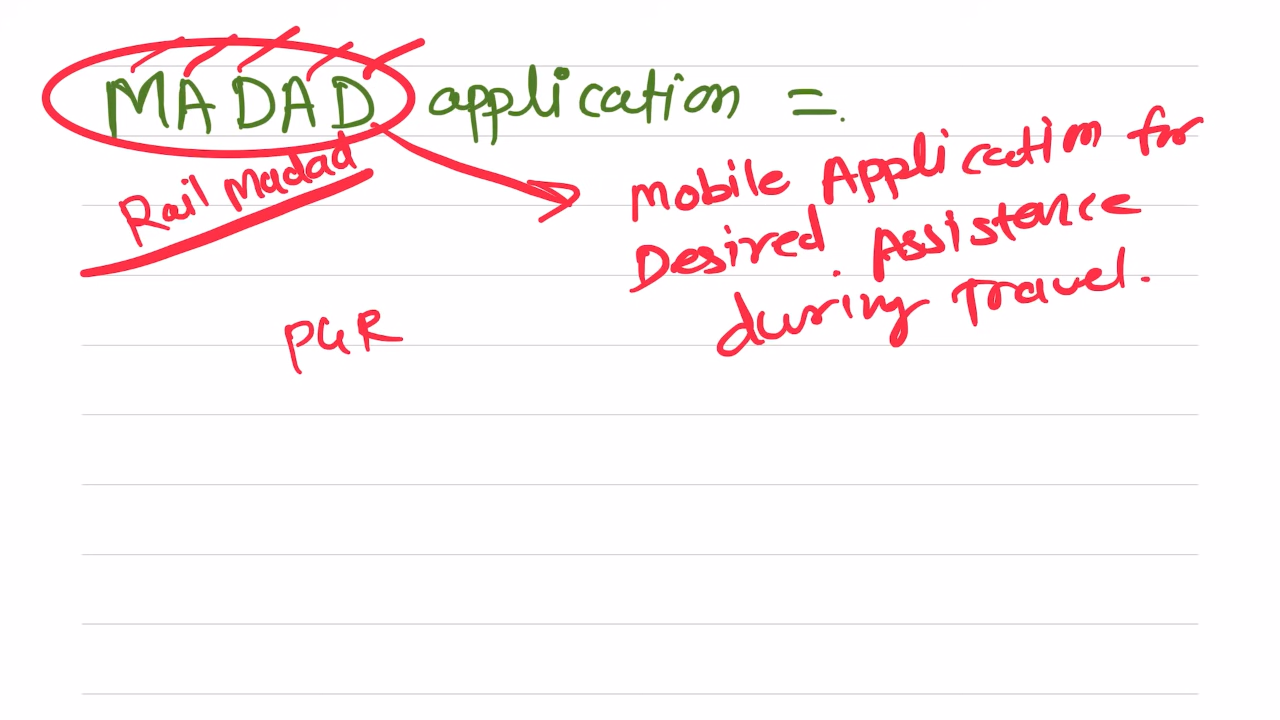 MADAD application =.
Rail Madad
Mobile Application for
Desired. Assistance
during Travel.
PGR